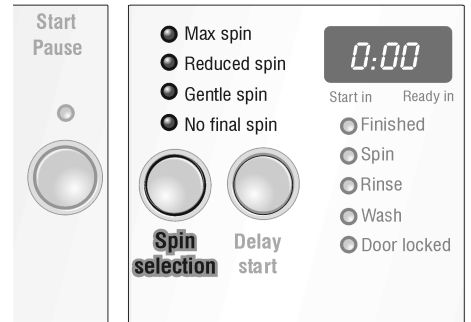 Start
Pause
Max spin
Reduced spin
Gentle spin
No final spin
Spin
selection
Delay
start
0:00
Start in Ready in
Finished
Spin
Rinse
Wash
Door locked